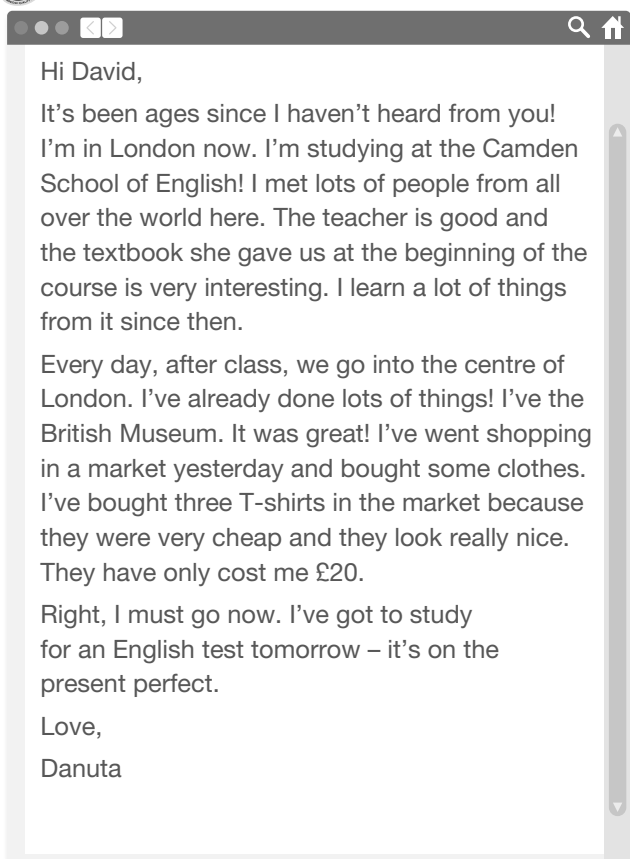 Hi David,
It’s been ages since I haven’t heard from you!
I’m in London now. I’m studying at the Camden
School of English! I met lots of people from all
over the world here. The teacher is good and
the textbook she gave us at the beginning of the
course is very interesting. I learn a lot of things
from it since then.
Every day, after class, we go into the centre of
London. I’ve already done lots of things! I’ve the
British Museum. It was great! I’ve went shopping
in a market yesterday and bought some clothes.
I’ve bought three T-shirts in the market because
they were very cheap and they look really nice.
They have only cost me £20.
Right, I must go now. I’ve got to study
for an English test tomorrow – it’s on the
present perfect.
Love,
Danuta